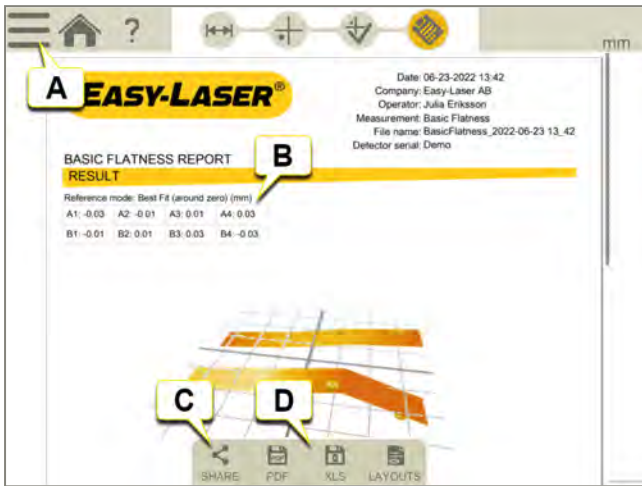 ?
mm
A
EASY-LASER®
Date: 06-23-2022 13:42
Company: Easy-Laser AB
Operator: Julia Eriksson
Measurement: Basic Flatness
File name: BasicFlatness_2022-06-23 13_42
Detector serial: Demo
BASIC FLATNESS REPORT
B
RESULT
Reference mode: Best Fit (around zero) (mm)
A1: -0.03 A2: -0.01 A3: 0.01 A4: 0.03
B1: -0.01 B2: 0.01 B3: 0.03 B4: -0.03
C
D
SHARE PDF XLS LAYOUTS